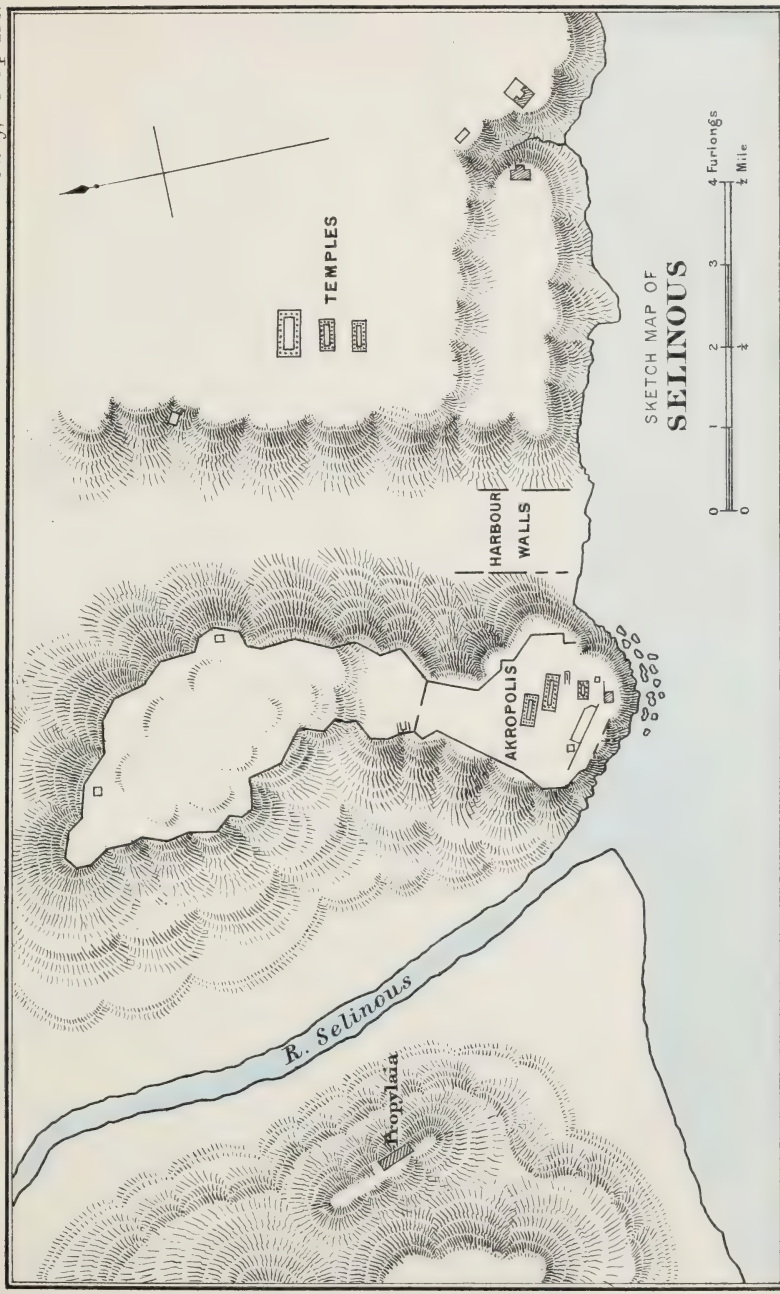 TEMPLES
HARBOUR
WALLS
AKROPOLIS
R. Selinous
Propylaia
SKETCH MAP OF
SELINOUS
0 1 2 3 4 Furlongs
0 ¼ ½ Mile